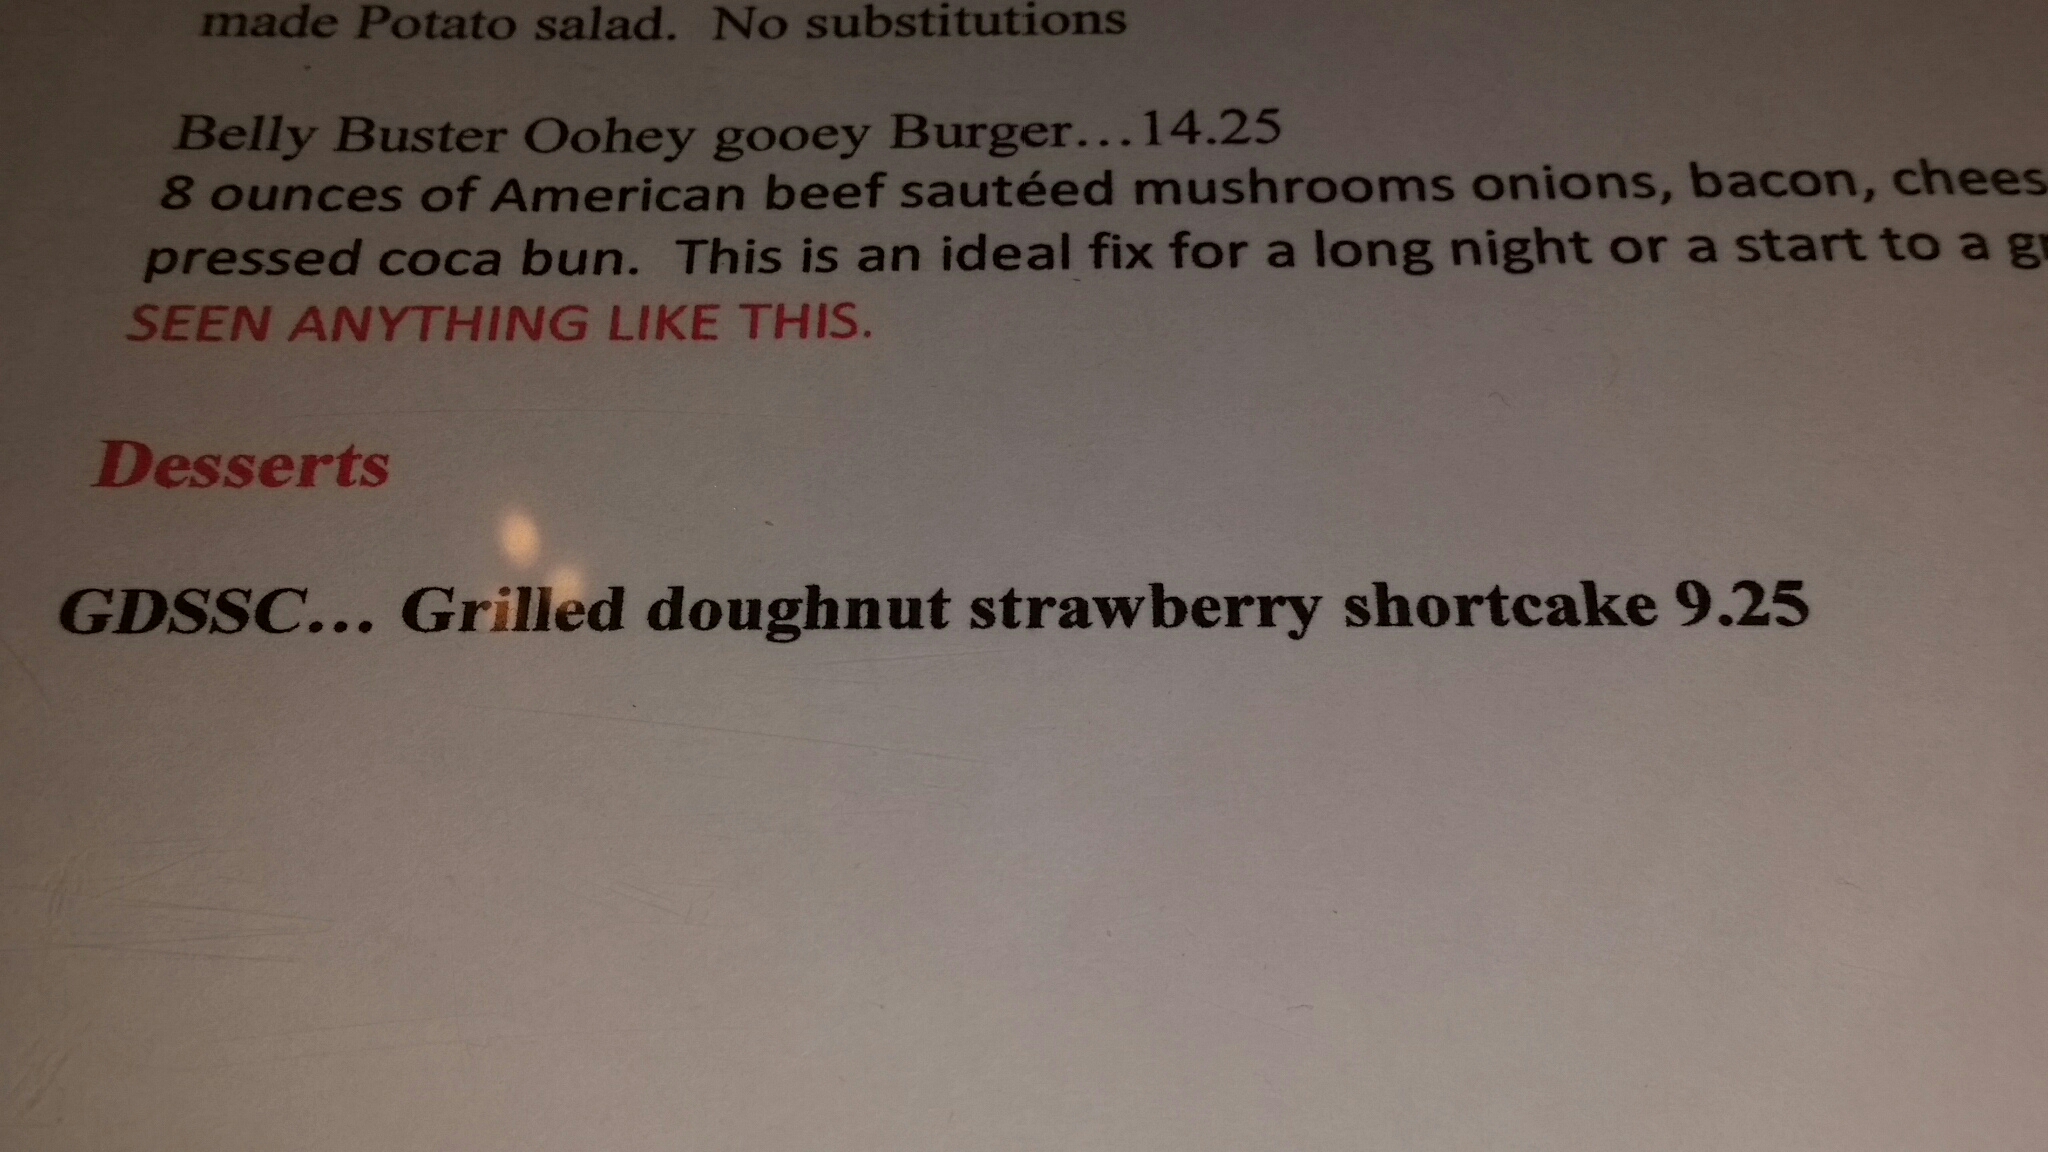 made Potato salad.  No substitutions
Belly Buster Oohey gooey Burger...14.25
8 ounces of American beef sautéed mushrooms onions, bacon, chees
pressed coca bun.  This is an ideal fix for a long night or a start to a
SEEN ANYTHING LIKE THIS.
Desserts
GDSSC... Grilled doughnut strawberry shortcake 9.25